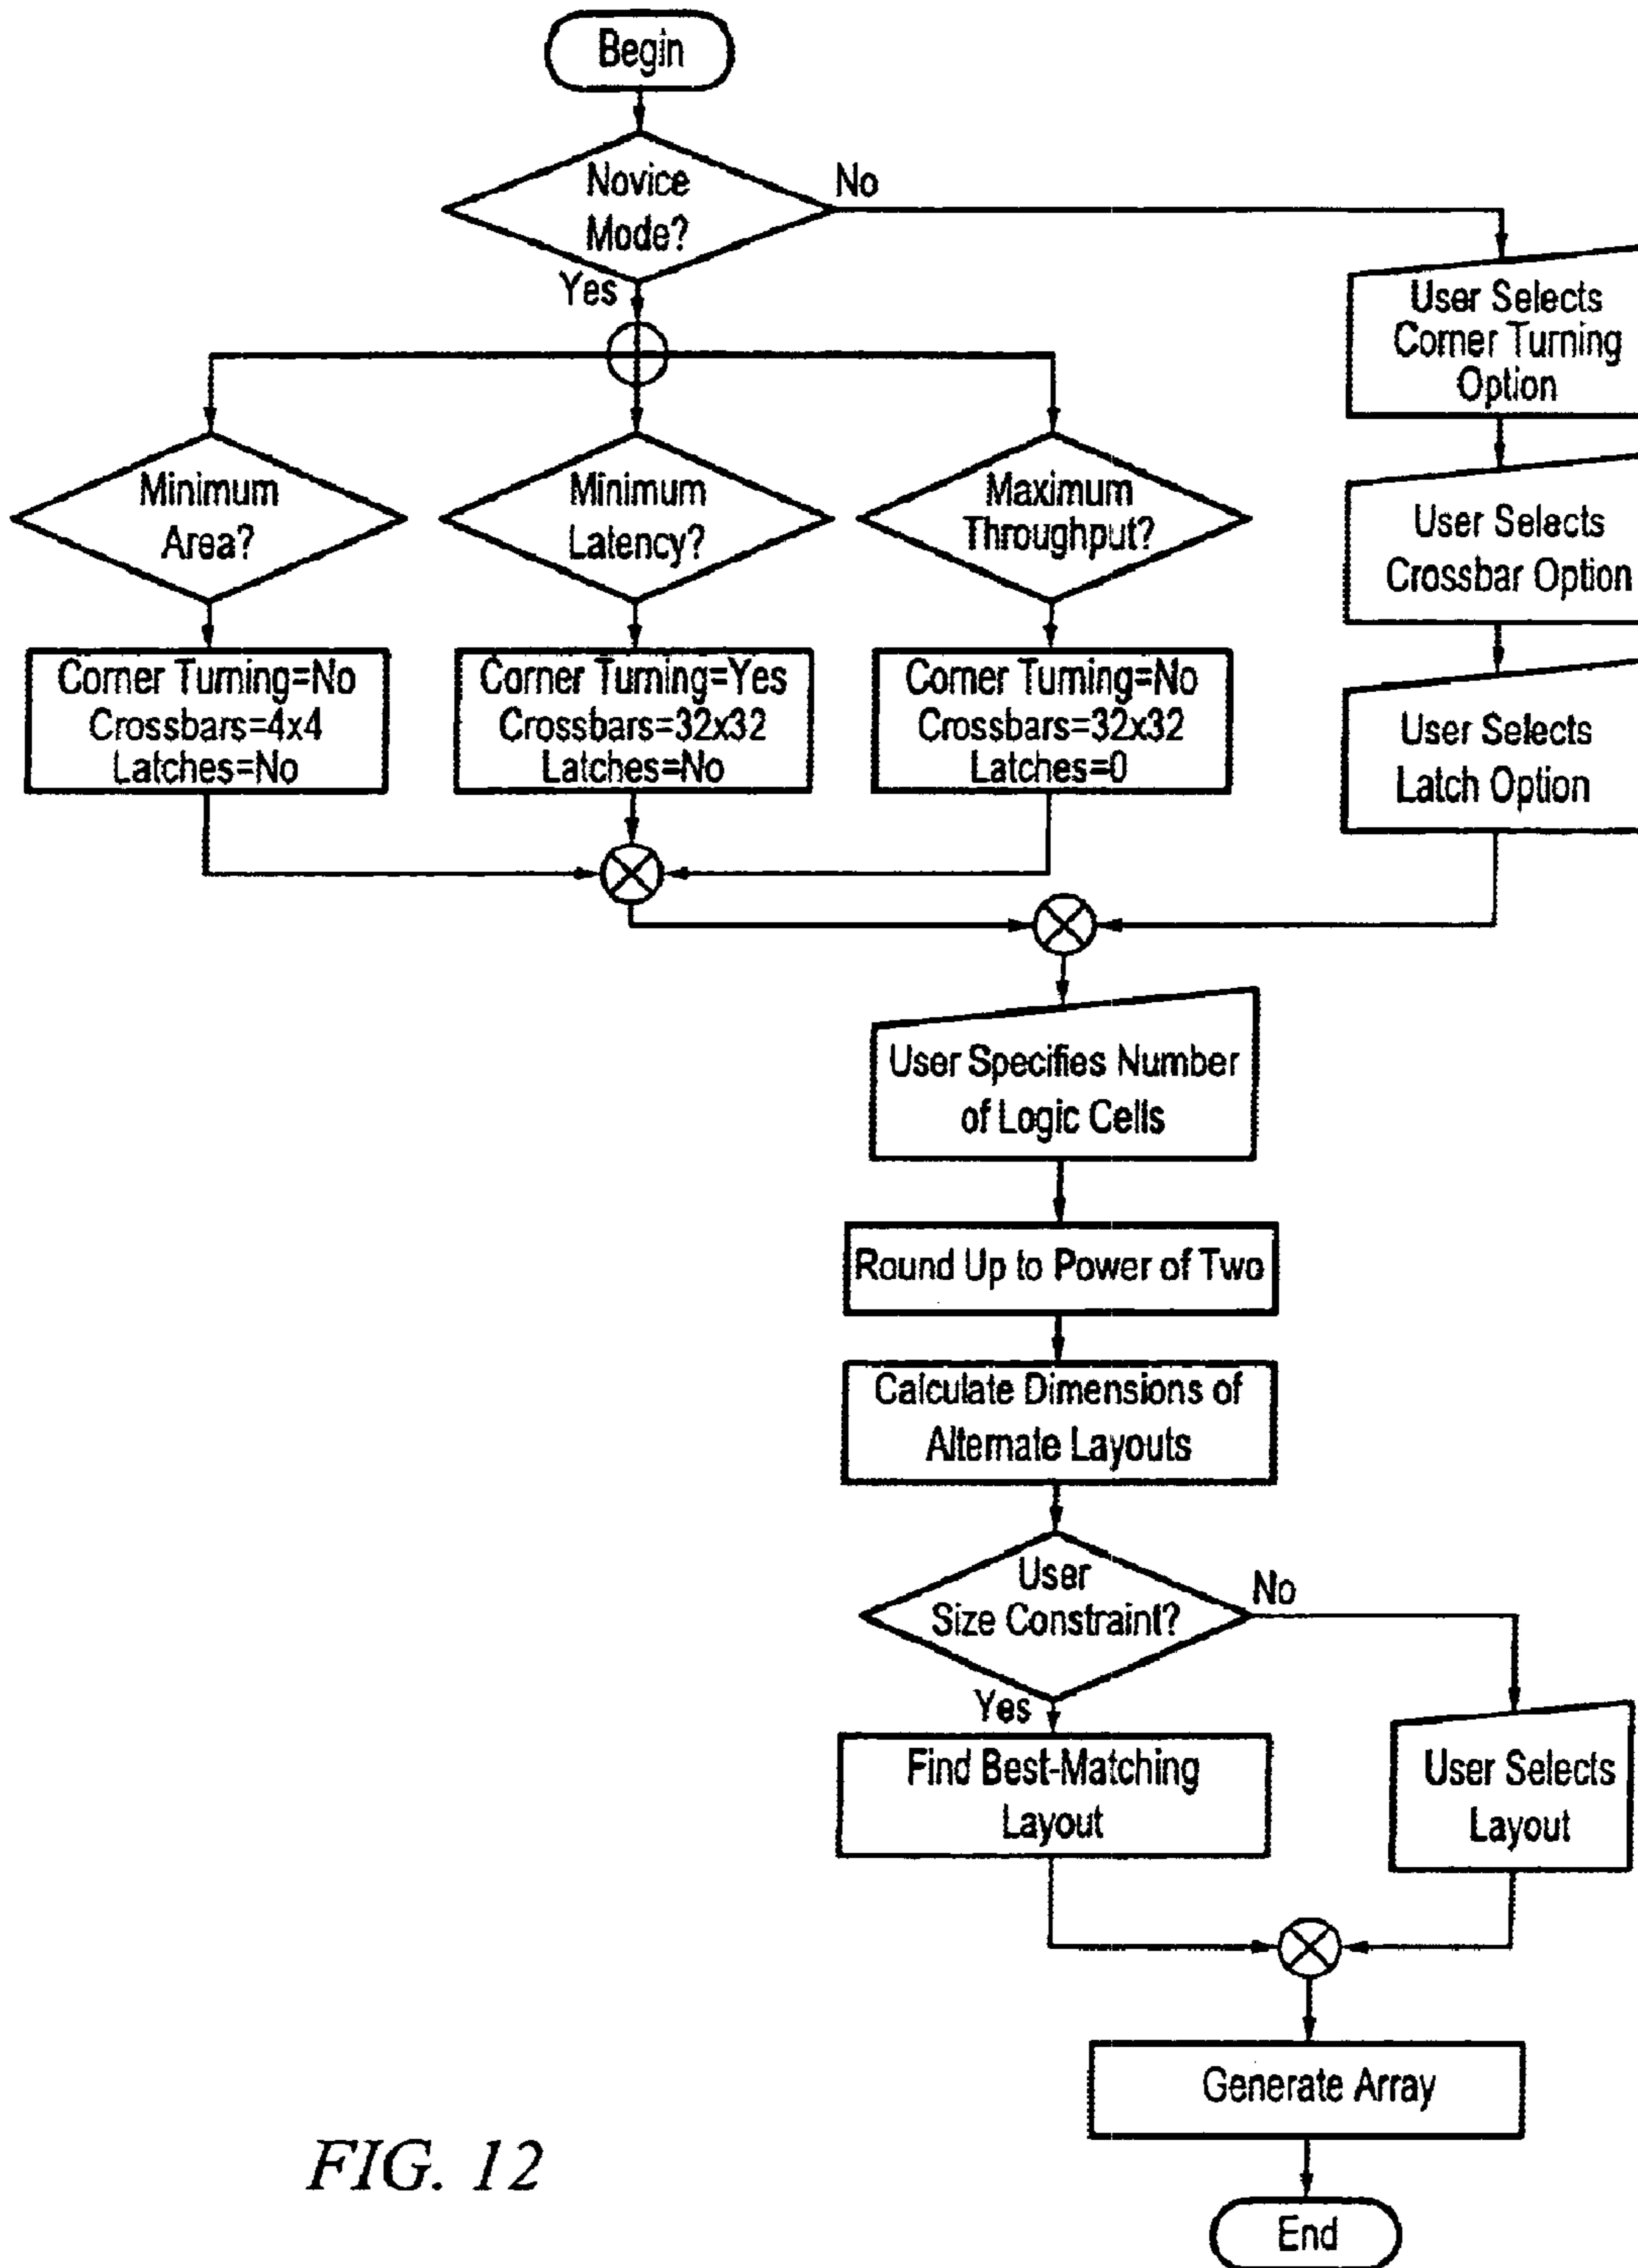 Begin
Novice
Mode?
No
Yes
User Selects
Corner Turning
Option
Minimum
Area?
Minimum
Latency?
Maximum
Throughput?
User Selects
Crossbar Option
Corner Turning=No
Crossbars=4x4
Latches=No
Corner Turning=Yes
Crossbars=32x32
Latches=No
Corner Turning=No
Crossbars=32x32
Latches=0
User Selects
Latch Option
User Specifies Number
of Logic Cells
Round Up to Power of Two
Calculate Dimensions of
Alternate Layouts
User
Size Constraint?
No
Yes
Find Best-Matching
Layout
User Selects
Layout
Generate Array
End
FIG. 12